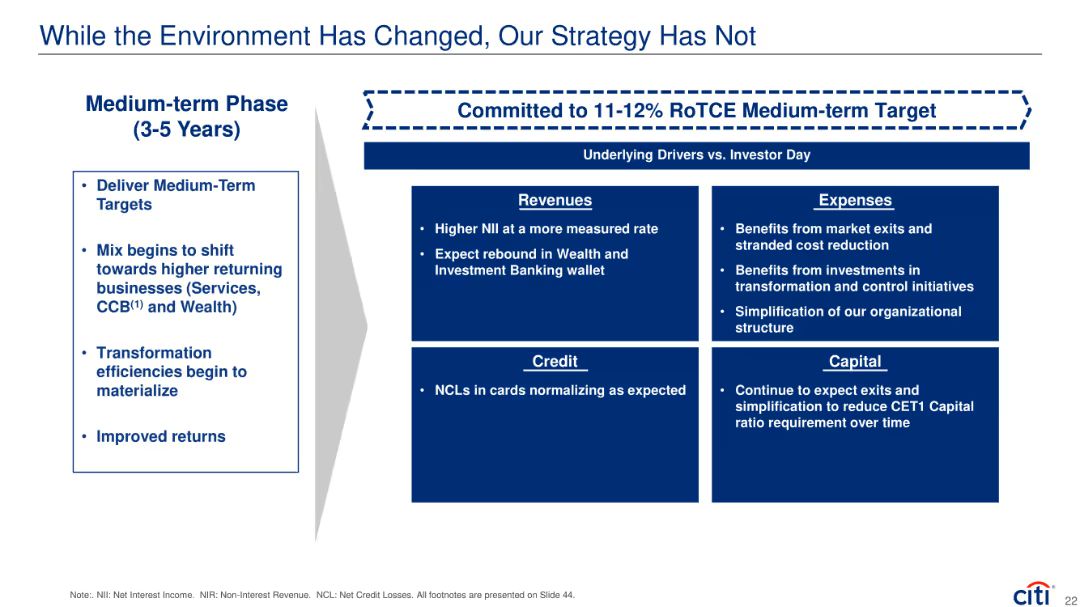 While the Environment Has Changed, Our Strategy Has Not
Medium-term Phase
(3-5 Years)
• Deliver Medium-Term
Targets
• Mix begins to shift
towards higher returning
businesses (Services,
CCB(1) and Wealth)
• Transformation
efficiencies begin to
materialize
• Improved returns
Committed to 11-12% RoTCE Medium-term Target
Underlying Drivers vs. Investor Day
Revenues
• Higher NII at a more measured rate
• Expect rebound in Wealth and
Investment Banking wallet
Expenses
• Benefits from market exits and
stranded cost reduction
• Benefits from investments in
transformation and control initiatives
• Simplification of our organizational
structure
Credit
• NCLs in cards normalizing as expected
Capital
• Continue to expect exits and
simplification to reduce CET1 Capital
ratio requirement over time
Note:. NII: Net Interest Income. NIR: Non-Interest Revenue. NCL: Net Credit Losses. All footnotes are presented on Slide 44.
citi®
22